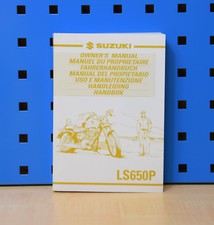 SUZUKI
OWNER'S MANUAL
MANUEL DU PROPRIETAIRE
FAHRERHANDBUCH
MANUAL DEL PROPIETARIO
USO E MANUTENZIONE
HANDLEIDING
HANDBOK
LS650P